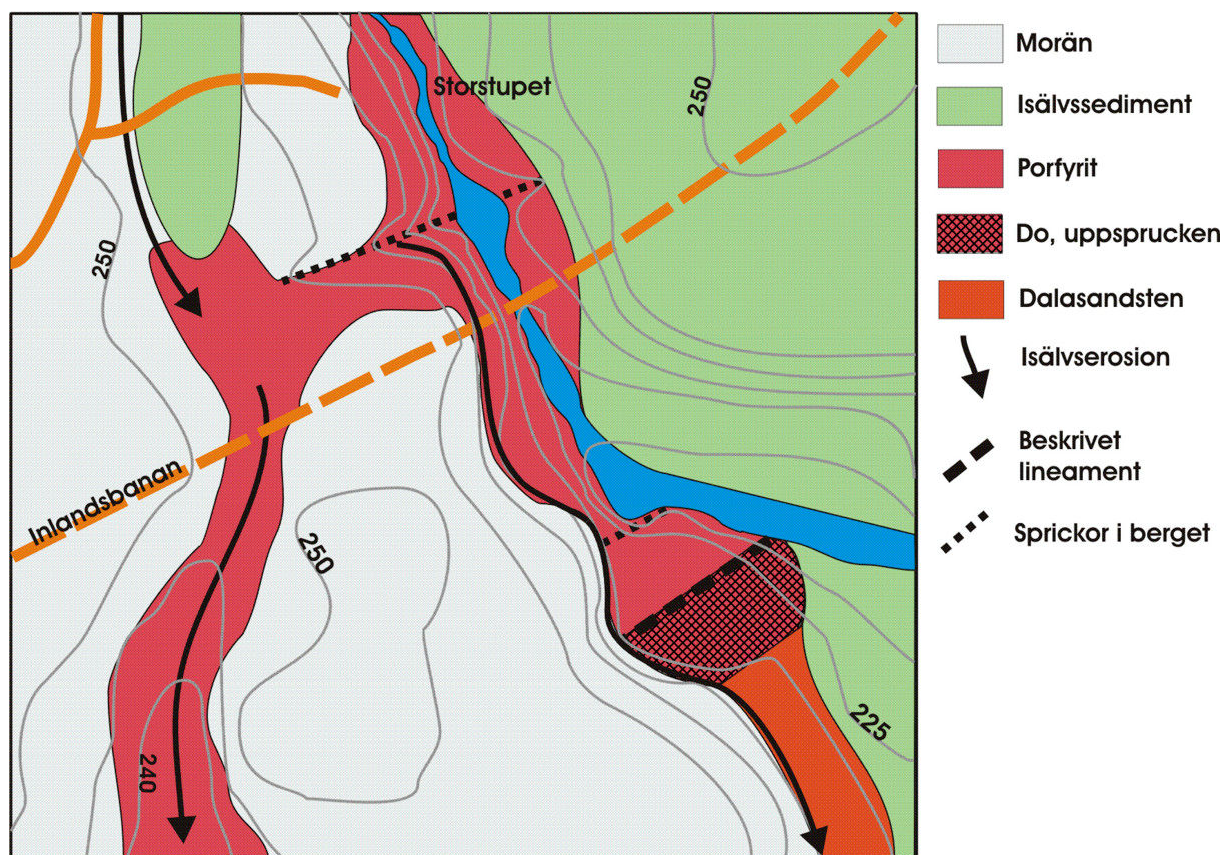 Storstupet
250
250
Inlandsbanan
250
240
225
Morän
Isälvssediment
Porfyrit
Do, uppsprucken
Dalasandsten
Isälvserosion
Beskrivet
lineament
Sprickor i berget